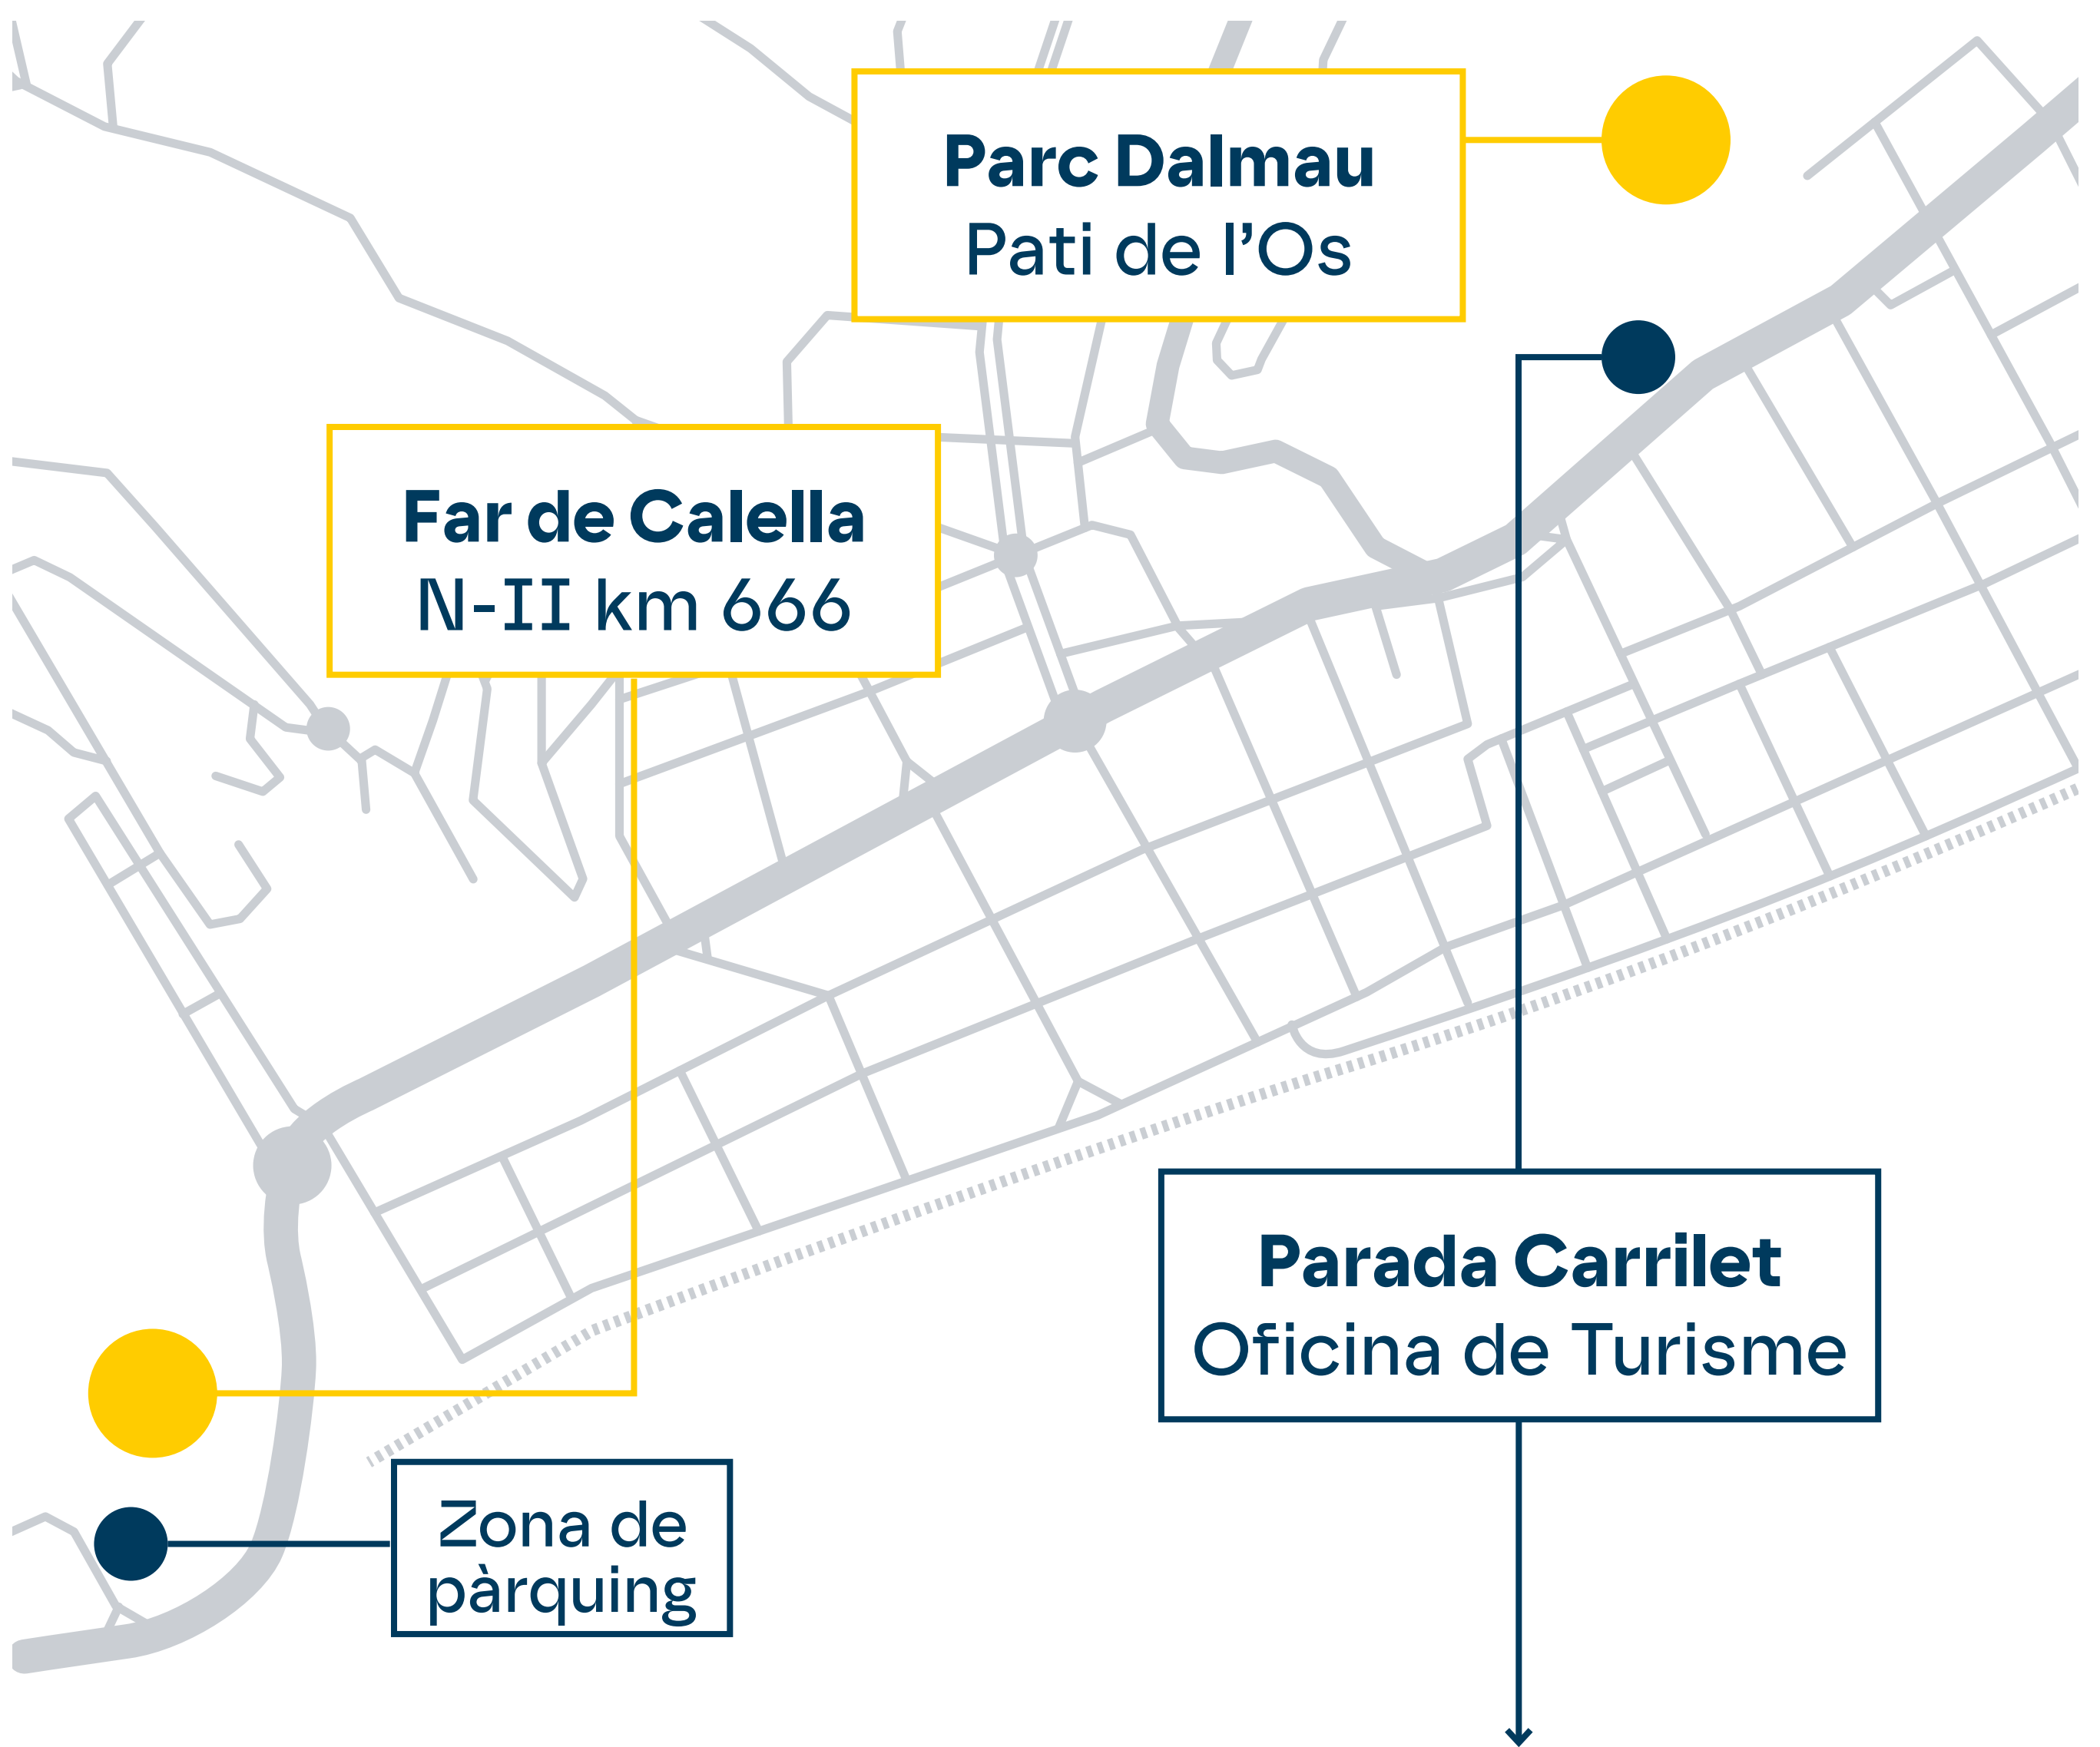 Parc Dalmau
Pati de l'Os
Far de Calella
N-II km 666
Parada Carrilet
Oficina de Turisme
Zona de
pàrquing